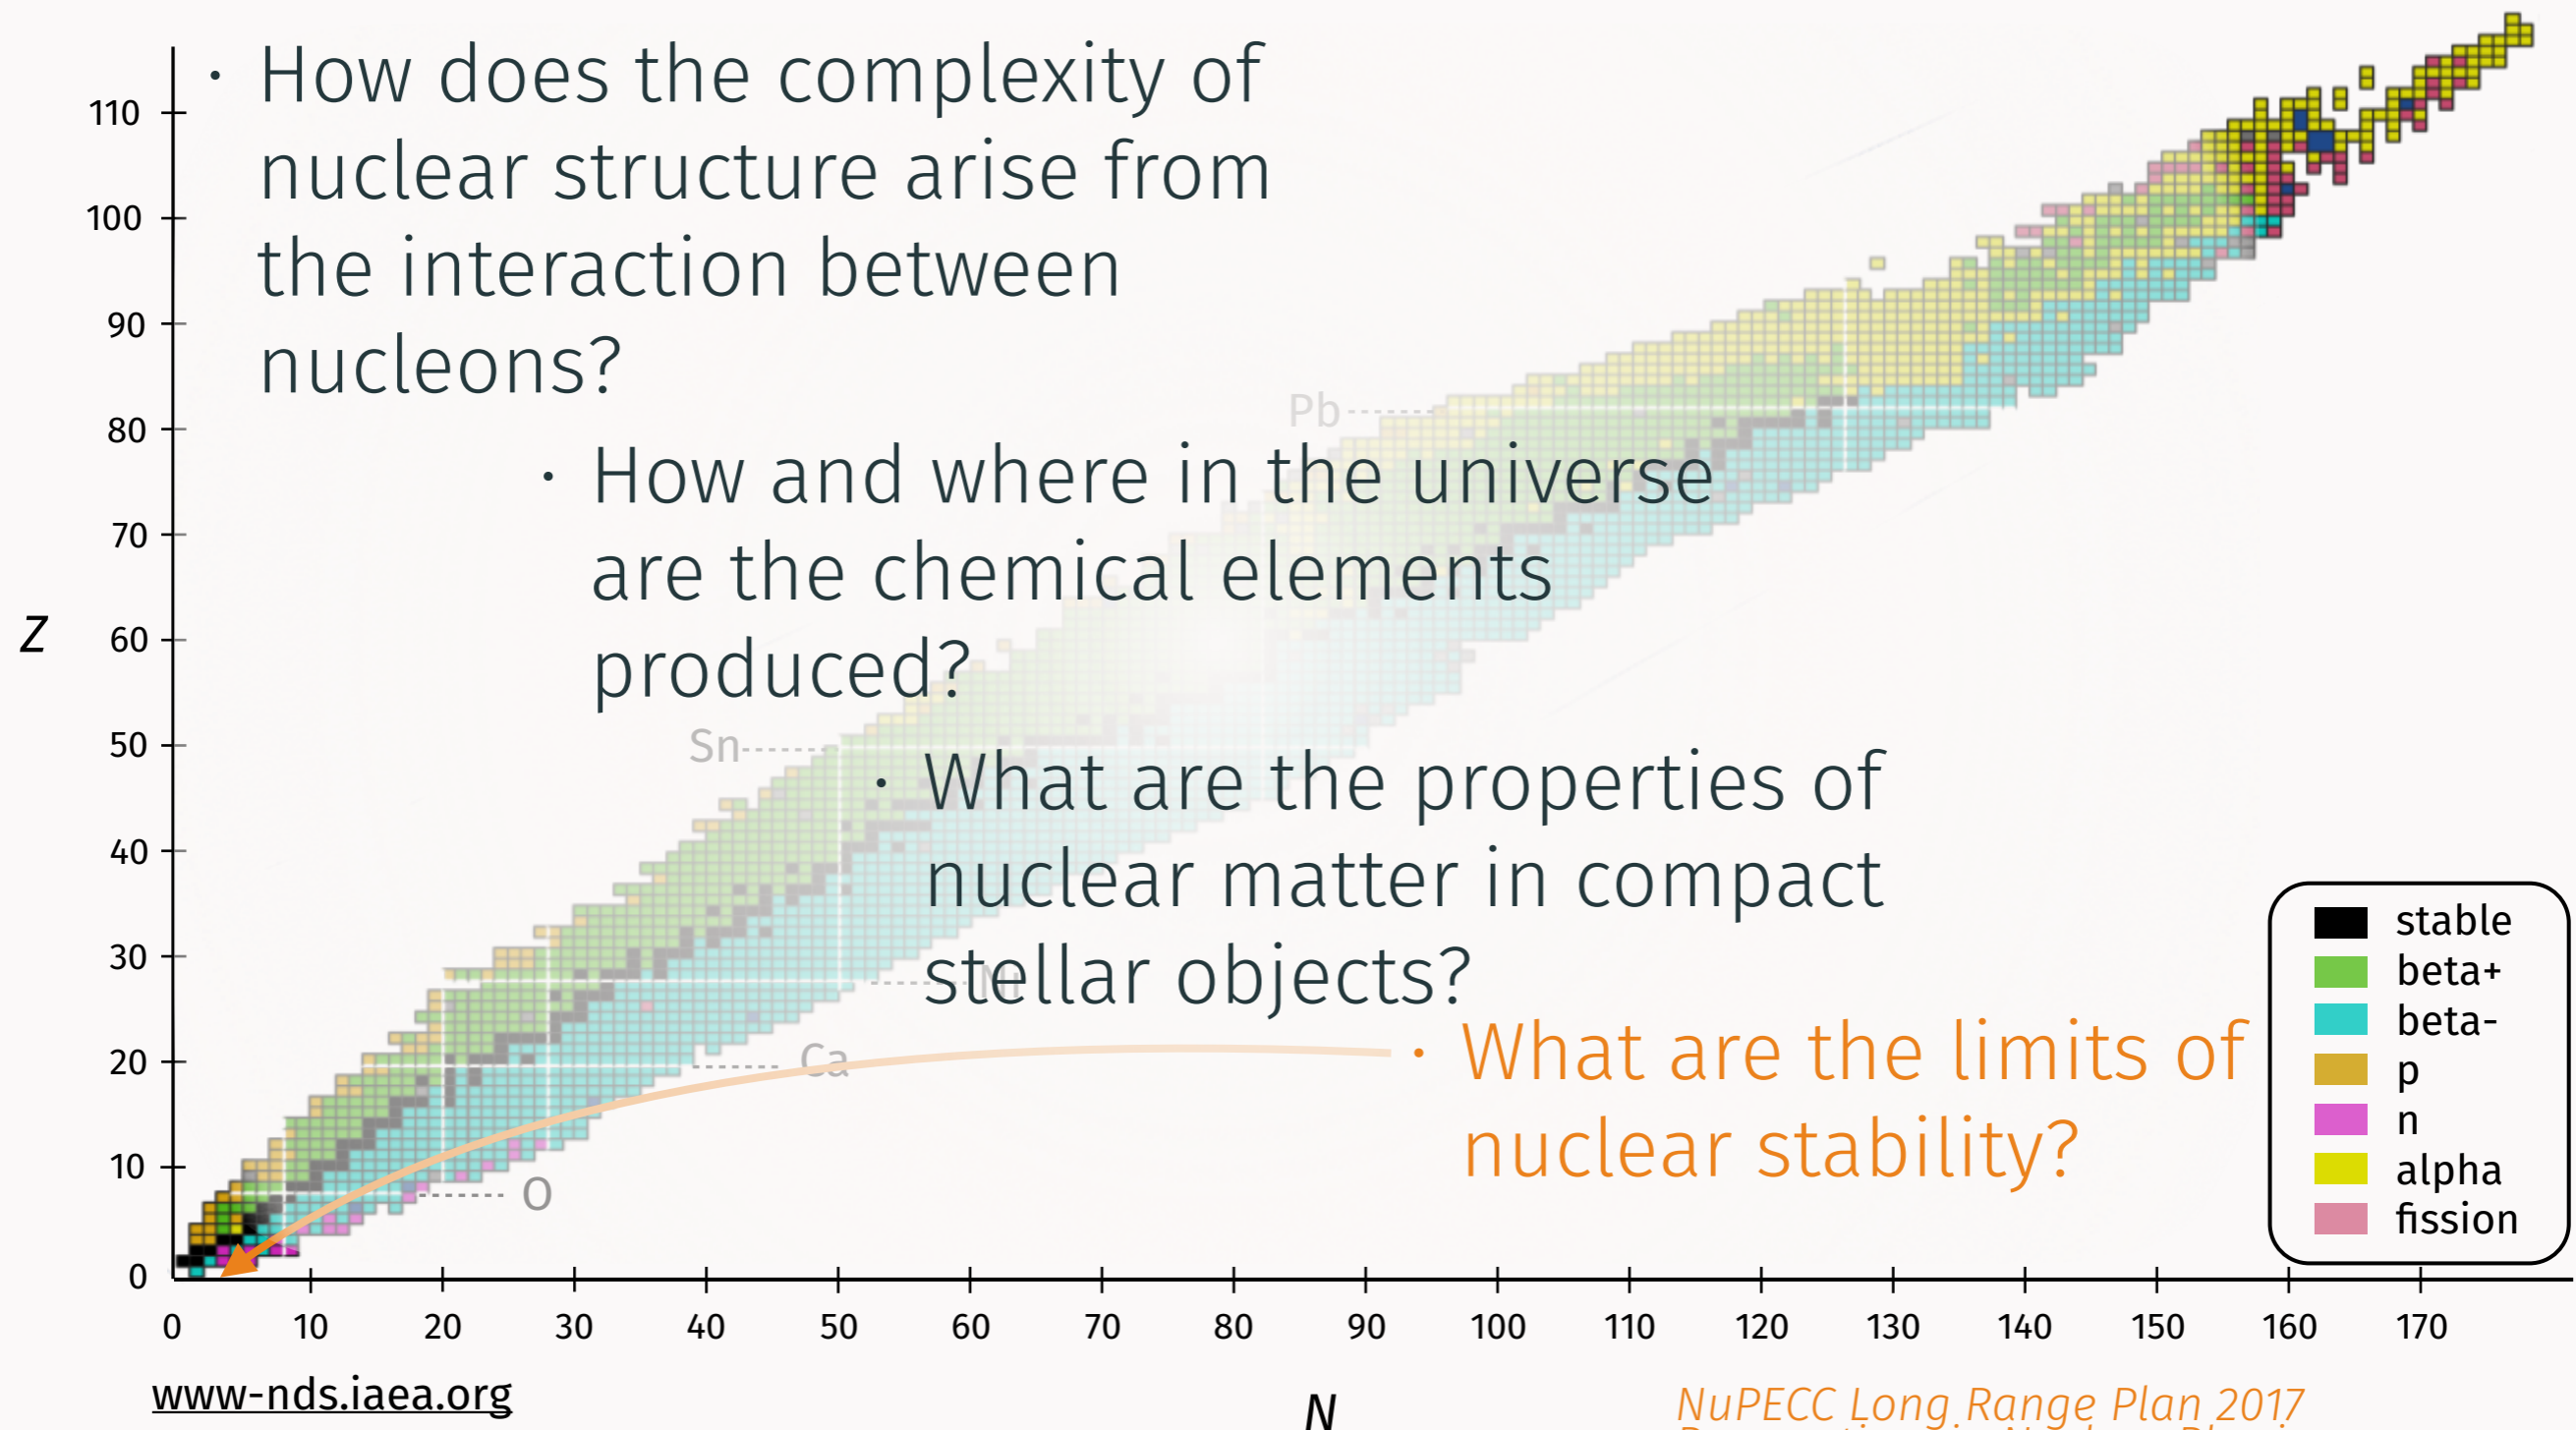 · How does the complexity of
nuclear structure arise from
the interaction between
nucleons?
· How and where in the universe
are the chemical elements
produced?
· What are the properties of
nuclear matter in compact
stellar objects?
· What are the limits of
nuclear stability?
Z
110
100
90
80
70
60
50
40
30
20
10
0
Pb
Sn
Ni
Ca
O
stable
beta+
beta-
p
n
alpha
fission
0 10 20 30 40 50 60 70 80 90 100 110 120 130 140 150 160 170
www-nds.iaea.org
N
NuPECC Long Range Plan 2017